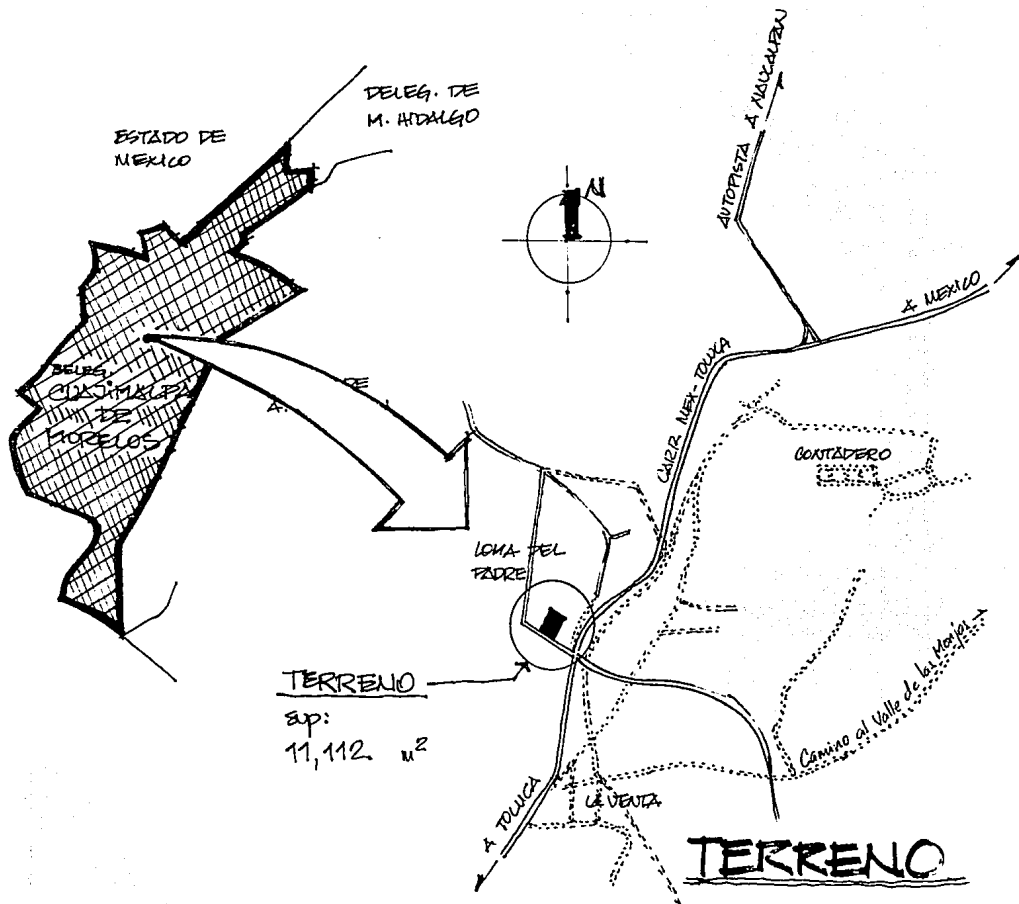 ESTADO DE
MEXICO
DELEG. DE
M. HIDALGO
N
AUTOPISTA A NAUCALPAN
A MEXICO
CARR MEX-TOLUCA
DELEG.
CUAJIMALPA
DE
MORELOS
DE
A.
CONTADERO
LOMA DEL
PADRE
TERRENO
sup:
11,112. m²
Camino al Valle de las Monjas
A TOLUCA
LA VENTA
TERRENO